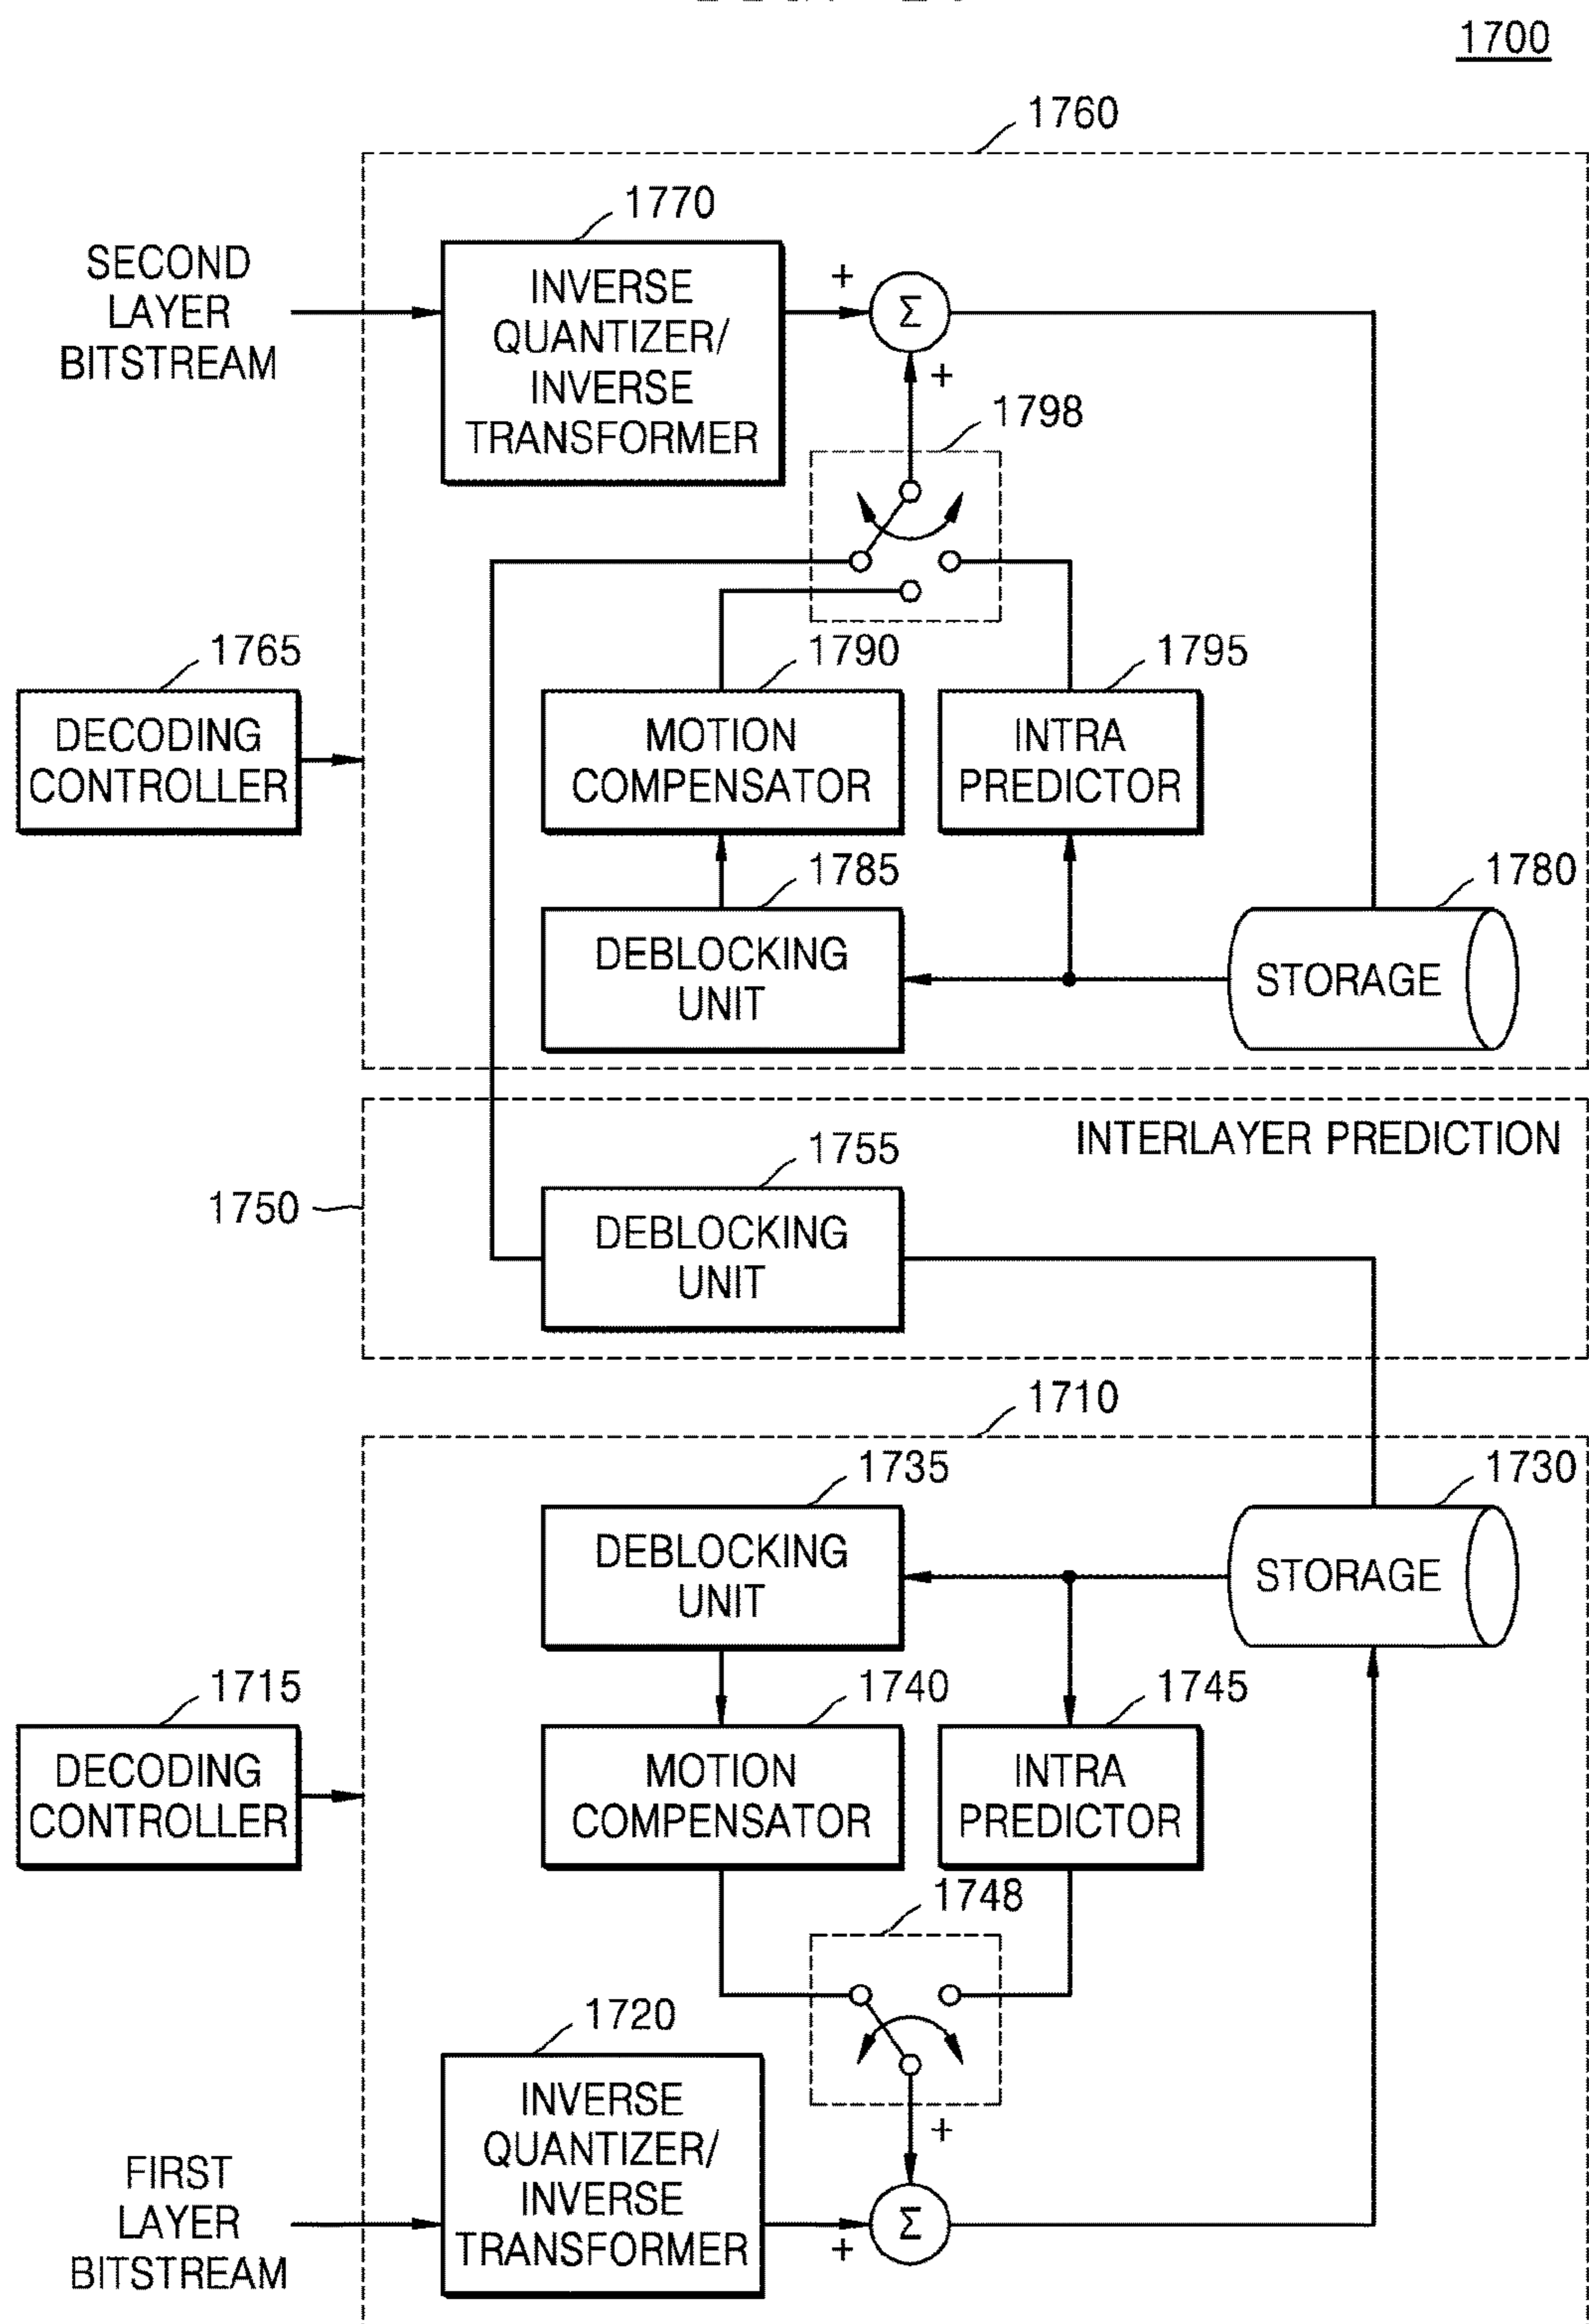 1700
1760
1770
SECOND
LAYER
BITSTREAM
INVERSE
QUANTIZER/
INVERSE
TRANSFORMER
+
Σ
+
1798
1765
DECODING
CONTROLLER
1790
MOTION
COMPENSATOR
1795
INTRA
PREDICTOR
1785
DEBLOCKING
UNIT
1780
STORAGE
INTERLAYER PREDICTION
1750
1755
DEBLOCKING
UNIT
1710
1735
DEBLOCKING
UNIT
1730
STORAGE
1715
DECODING
CONTROLLER
1740
MOTION
COMPENSATOR
1745
INTRA
PREDICTOR
1748
1720
INVERSE
QUANTIZER/
INVERSE
TRANSFORMER
+
Σ
+
FIRST
LAYER
BITSTREAM